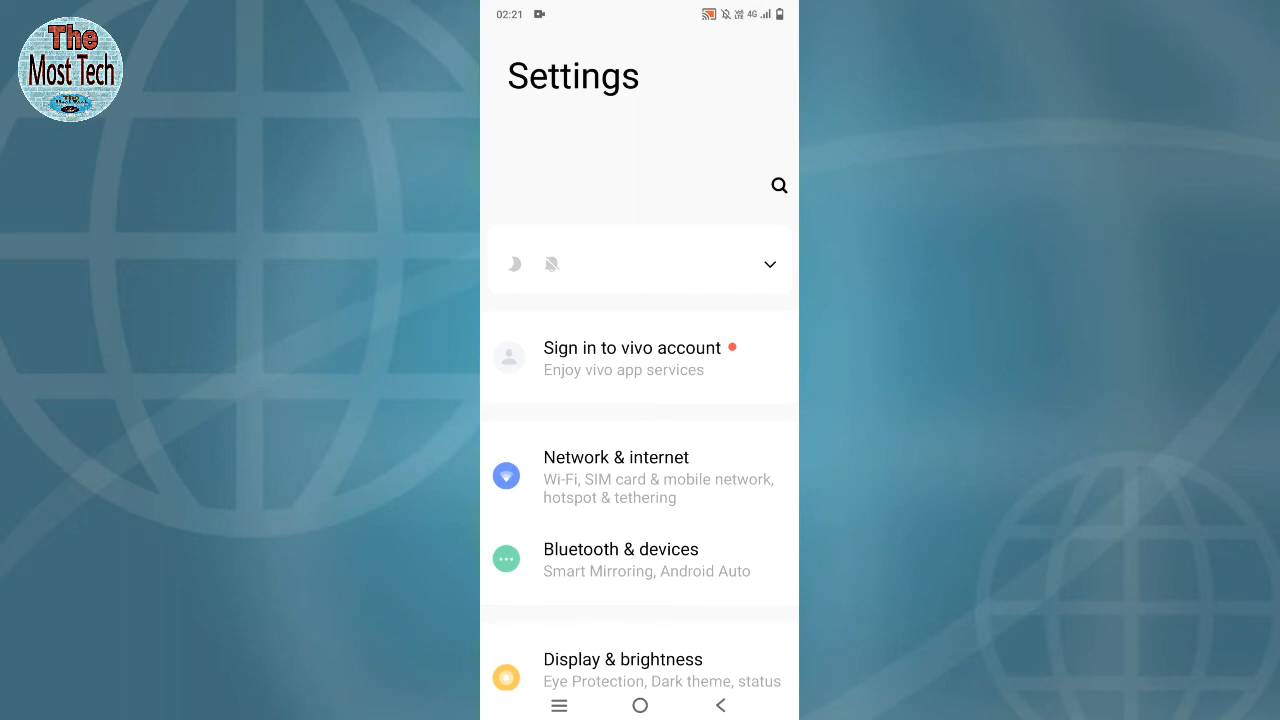 The
Most Tech
02:21
4G
Settings
Sign in to vivo account
Enjoy vivo app services
Network & internet
Wi-Fi, SIM card & mobile network,
hotspot & tethering
Bluetooth & devices
Smart Mirroring, Android Auto
Display & brightness
Eye Protection, Dark theme, status